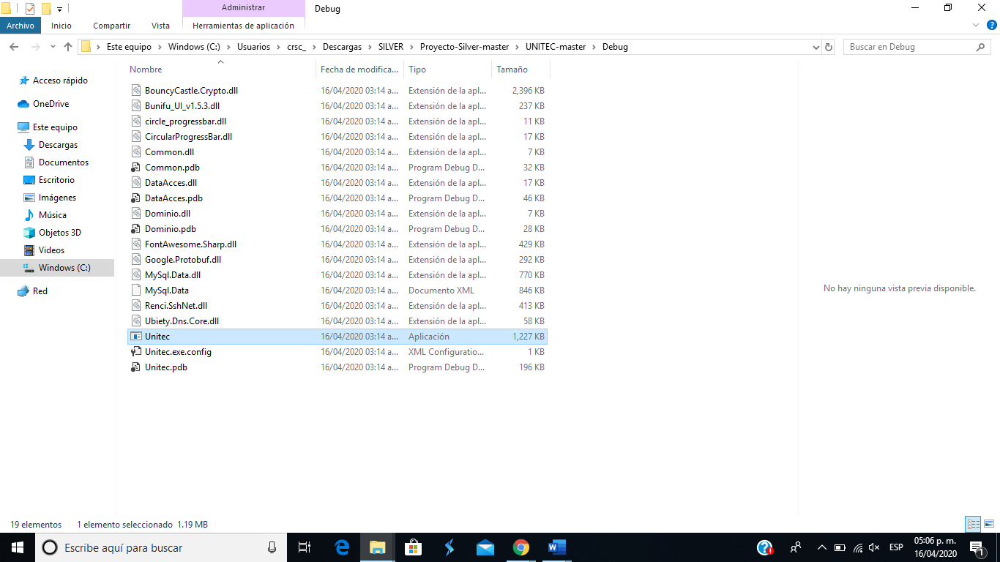 Administrar
Debug
Archivo Inicio Compartir Vista Herramientas de aplicación
Este equipo Windows (C:) Usuarios crsc_ Descargas SILVER Proyecto-Silver-master UNITEC-master Debug
Buscar en Debug
Nombre Fecha de modifica... Tipo Tamaño
Acceso rápido
OneDrive
Este equipo
Descargas
Documentos
Escritorio
Imágenes
Música
Objetos 3D
Videos
Windows (C:)
Red
BouncyCastle.Crypto.dll 16/04/2020 03:14 a... Extensión de la apl... 2,396 KB
Bunifu_UI_v1.5.3.dll 16/04/2020 03:14 a... Extensión de la apl... 237 KB
circle_progressbar.dll 16/04/2020 03:14 a... Extensión de la apl... 11 KB
CircularProgressBar.dll 16/04/2020 03:14 a... Extensión de la apl... 17 KB
Common.dll 16/04/2020 03:14 a... Extensión de la apl... 7 KB
Common.pdb 16/04/2020 03:14 a... Program Debug D... 32 KB
DataAcces.dll 16/04/2020 03:14 a... Extensión de la apl... 17 KB
DataAcces.pdb 16/04/2020 03:14 a... Program Debug D... 46 KB
Dominio.dll 16/04/2020 03:14 a... Extensión de la apl... 7 KB
Dominio.pdb 16/04/2020 03:14 a... Program Debug D... 28 KB
FontAwesome.Sharp.dll 16/04/2020 03:14 a... Extensión de la apl... 429 KB
Google.Protobuf.dll 16/04/2020 03:14 a... Extensión de la apl... 292 KB
MySql.Data.dll 16/04/2020 03:14 a... Extensión de la apl... 770 KB
MySql.Data 16/04/2020 03:14 a... Documento XML 846 KB
Renci.SshNet.dll 16/04/2020 03:14 a... Extensión de la apl... 413 KB
Ubiety.Dns.Core.dll 16/04/2020 03:14 a... Extensión de la apl... 58 KB
Unitec 16/04/2020 03:14 a... Aplicación 1,227 KB
Unitec.exe.config 16/04/2020 03:14 a... XML Configuratio... 1 KB
Unitec.pdb 16/04/2020 03:14 a... Program Debug D... 196 KB
No hay ninguna vista previa disponible.
19 elementos 1 elemento seleccionado 1.19 MB
Escribe aquí para buscar
ESP
05:06 p. m.
16/04/2020
1